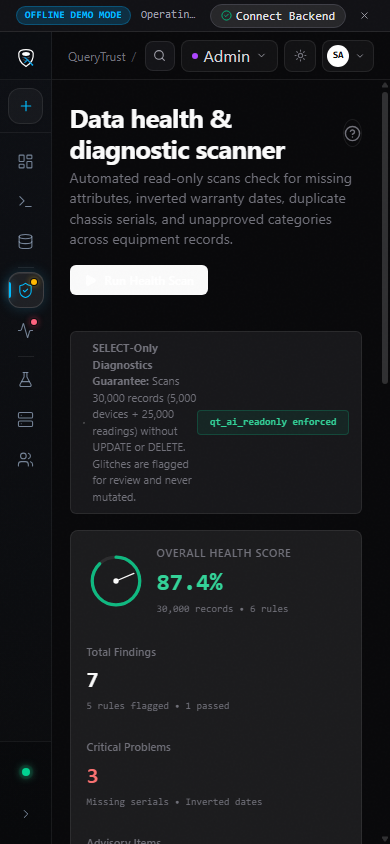 OFFLINE DEMO MODE Operatin… Connect Backend
QueryTrust / Admin SA
Data health &
diagnostic scanner
Automated read-only scans check for missing
attributes, inverted warranty dates, duplicate
chassis serials, and unapproved categories
across equipment records.
SELECT-Only
Diagnostics
Guarantee: Scans
30,000 records (5,000
devices + 25,000
readings) without
UPDATE or DELETE.
Glitches are flagged
for review and never
mutated.
qt_ai_readonly enforced
OVERALL HEALTH SCORE
87.4%
30,000 records • 6 rules
Total Findings
7
5 rules flagged • 1 passed
Critical Problems
3
Missing serials • Inverted dates
Advisory Items